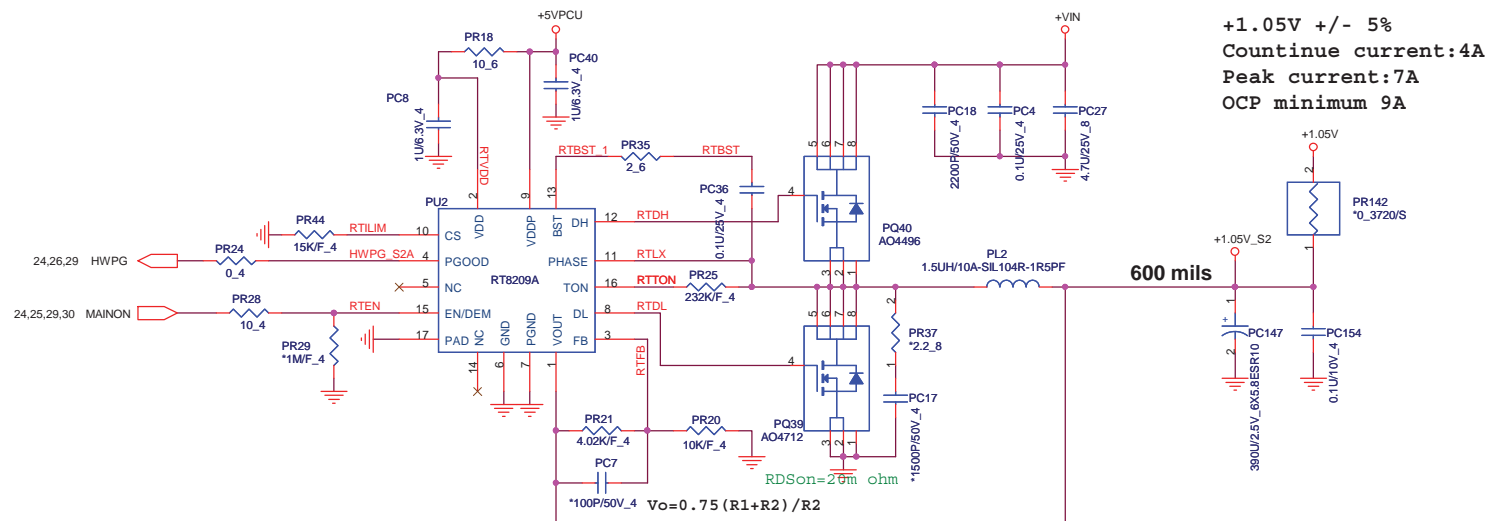 +5VPCU
+VIN
+1.05V +/- 5%
Countinue current:4A
Peak current:7A
OCP minimum 9A
PR18
10_6
PC40
1U/6.3V_4
PC8
1U/6.3V_4
RTVDD
RTBST_1
PR35
2_6
RTBST
PC36
0.1U/25V_4
PC18
2200P/50V_4
PC4
0.1U/25V_4
PC27
4.7U/25V_8
+1.05V
2
PR142
*0_3720/S
1
5
6
7
8
4
PQ40
AO4496
3
2
1
PU2
2
9
13
VDD
VDDP
BST
DH
12
RTDH
PR44
15K/F_4
RTILIM
10
CS
24,26,29
HWPG
PR24
0_4
HWPG_S2A
4
PGOOD
RT8209A
PHASE
11
RTLX
5
NC
TON
16
RTTON
PR25
232K/F_4
24,25,29,30
MAINON
PR28
10_4
RTEN
15
EN/DEM
DL
8
RTDL
PR29
*1M/F_4
17
PAD
NC
GND
PGND
VOUT
FB
3
RTFB
14
6
7
1
PL2
1.5UH/10A-SIL104R-1R5PF
600 mils
+1.05V_S2
1
+
PC147
2
390U/2.5V_6X5.8ESR10
PC154
0.1U/10V_4
5
6
7
8
4
PQ39
AO4712
3
2
1
2
PR37
*2.2_8
1
PC17
*1500P/50V_4
PR21
4.02K/F_4
PR20
10K/F_4
PC7
*100P/50V_4
RDSon=20m ohm
Vo=0.75(R1+R2)/R2